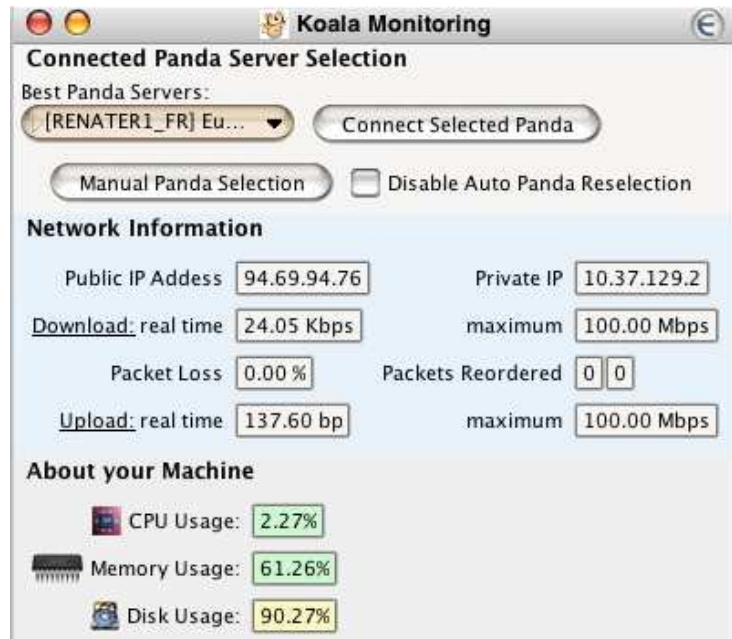 Koala Monitoring
Connected Panda Server Selection
Best Panda Servers:
[RENATER1_FR] Eu... Connect Selected Panda
Manual Panda Selection Disable Auto Panda Reselection
Network Information
Public IP Addess 94.69.94.76 Private IP 10.37.129.2
Download: real time 24.05 Kbps maximum 100.00 Mbps
Packet Loss 0.00 % Packets Reordered 0 0
Upload: real time 137.60 bp maximum 100.00 Mbps
About your Machine
CPU Usage: 2.27%
Memory Usage: 61.26%
Disk Usage: 90.27%